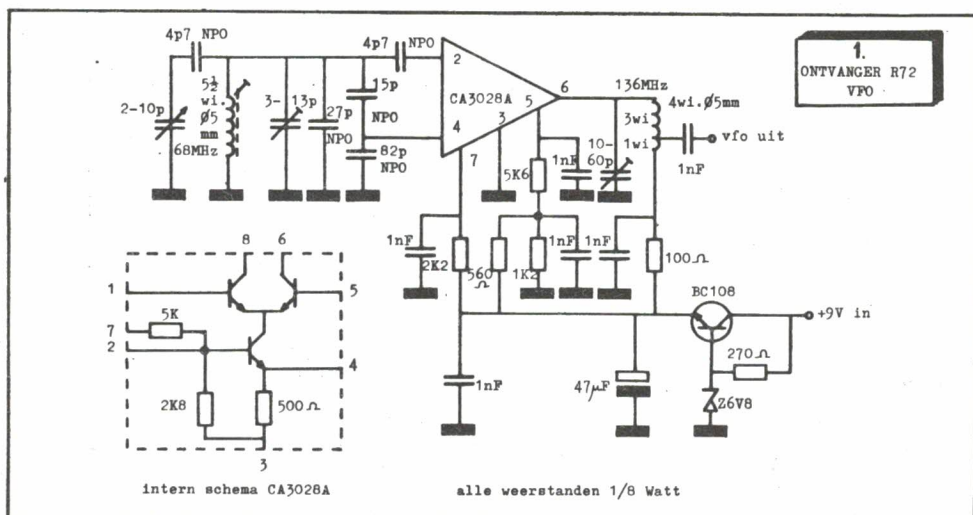 1.
ONTVANGER R72
VFO
4p7 NPO
4p7 NPO
2-10p
5½
wi.
Ø5
mm
68MHz
3-
13p
27p
NPO
15p
NPO
82p
NPO
2
4
CA3028A
5
3
7
6
136MHz
4wi.Ø5mm
3wi
1wi
vfo uit
1nF
10-
60p
1nF
5K6
1nF
2K2
560
Ω
1K2
1nF
1nF
100Ω
BC108
+9V in
270Ω
Z6V8
1nF
47µF
8
6
1
5
7
5K
2
4
2K8
500Ω
3
intern schema CA3028A
alle weerstanden 1/8 Watt